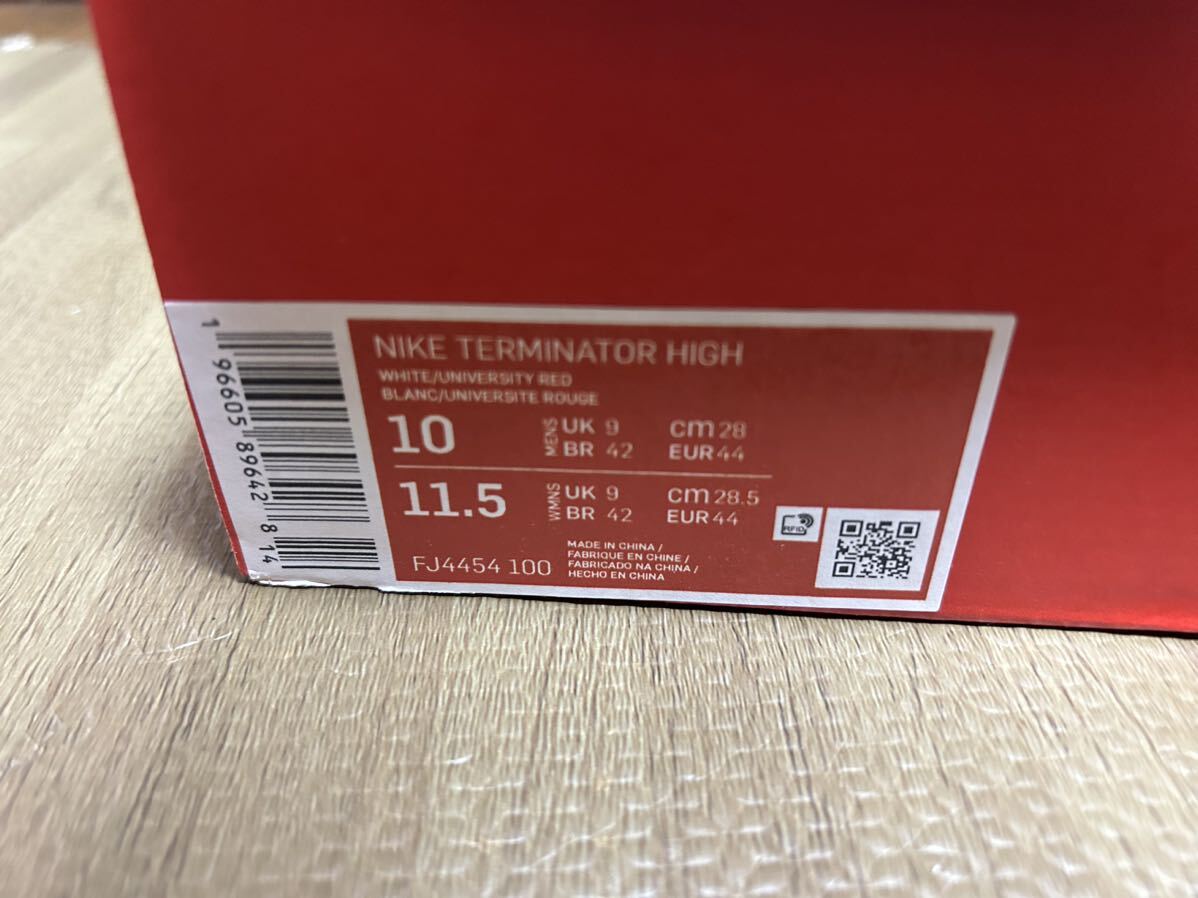 NIKE TERMINATOR HIGH
WHITE/UNIVERSITY RED
BLANC/UNIVERSITE ROUGE
10 MENS UK 9 cm 28
BR 42 EUR 44
11.5 WMNS UK 9 cm 28.5
BR 42 EUR 44
FJ4454 100
MADE IN CHINA /
FABRIQUE EN CHINE /
FABRICADO NA CHINA /
HECHO EN CHINA
RFID
1 96605 89642 8 14